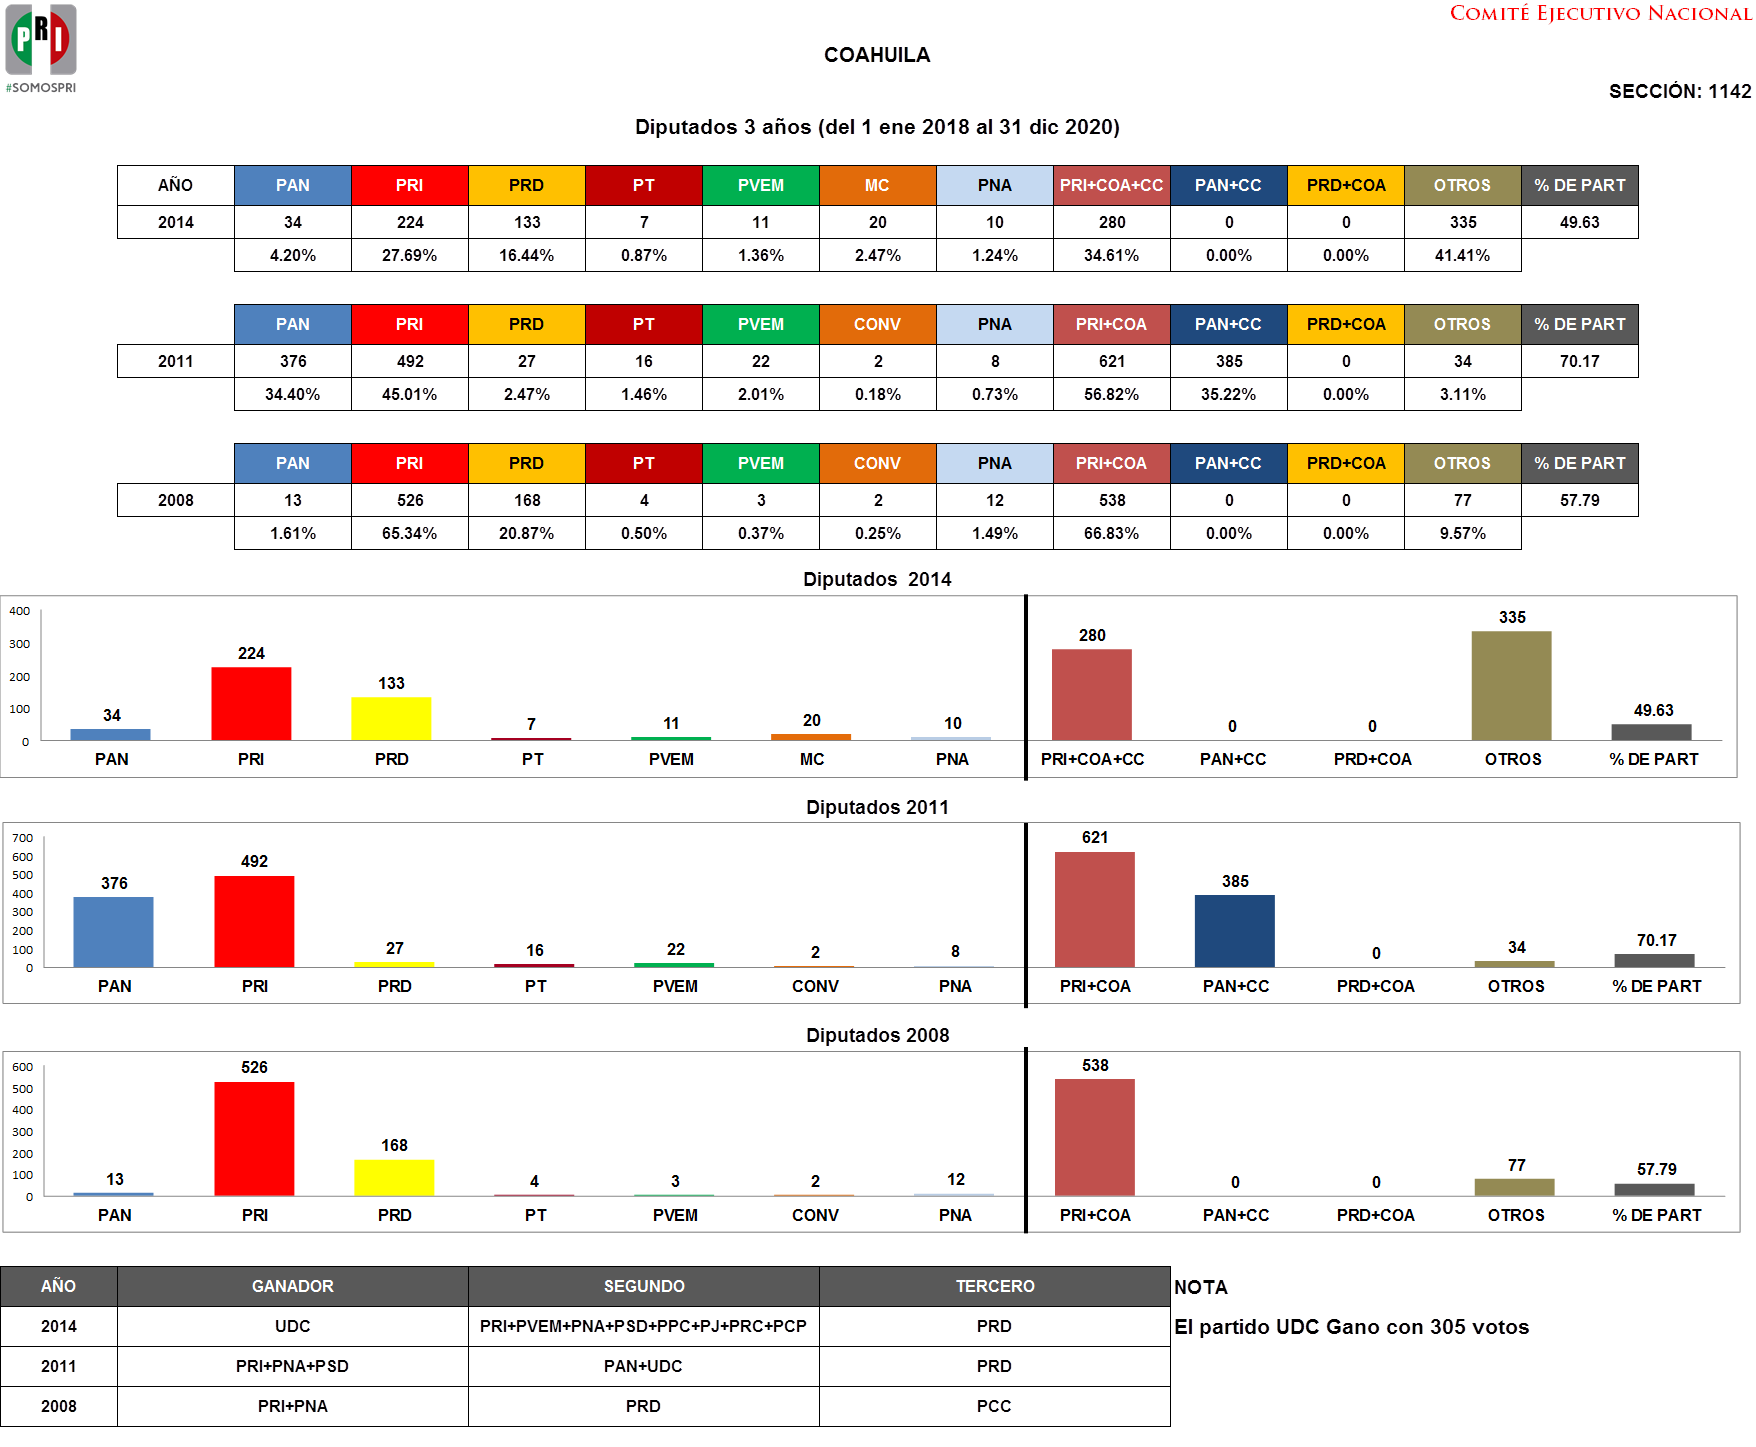 COMITÉ EJECUTIVO NACIONAL
PRI
#SOMOSPRI
COAHUILA
SECCIÓN: 1142
Diputados 3 años (del 1 ene 2018 al 31 dic 2020)
AÑO PAN PRI PRD PT PVEM MC PNA PRI+COA+CC PAN+CC PRD+COA OTROS % DE PART
2014 34 224 133 7 11 20 10 280 0 0 335 49.63
4.20% 27.69% 16.44% 0.87% 1.36% 2.47% 1.24% 34.61% 0.00% 0.00% 41.41%
PAN PRI PRD PT PVEM CONV PNA PRI+COA PAN+CC PRD+COA OTROS % DE PART
2011 376 492 27 16 22 2 8 621 385 0 34 70.17
34.40% 45.01% 2.47% 1.46% 2.01% 0.18% 0.73% 56.82% 35.22% 0.00% 3.11%
PAN PRI PRD PT PVEM CONV PNA PRI+COA PAN+CC PRD+COA OTROS % DE PART
2008 13 526 168 4 3 2 12 538 0 0 77 57.79
1.61% 65.34% 20.87% 0.50% 0.37% 0.25% 1.49% 66.83% 0.00% 0.00% 9.57%
Diputados 2014
400
300
200
100
0
34 224 133 7 11 20 10 280 0 0 335 49.63
PAN PRI PRD PT PVEM MC PNA PRI+COA+CC PAN+CC PRD+COA OTROS % DE PART
Diputados 2011
700
600
500
400
300
200
100
0
376 492 27 16 22 2 8 621 385 0 34 70.17
PAN PRI PRD PT PVEM CONV PNA PRI+COA PAN+CC PRD+COA OTROS % DE PART
Diputados 2008
600
500
400
300
200
100
0
13 526 168 4 3 2 12 538 0 0 77 57.79
PAN PRI PRD PT PVEM CONV PNA PRI+COA PAN+CC PRD+COA OTROS % DE PART
AÑO GANADOR SEGUNDO TERCERO NOTA
2014 UDC PRI+PVEM+PNA+PSD+PPC+PJ+PRC+PCP PRD El partido UDC Gano con 305 votos
2011 PRI+PNA+PSD PAN+UDC PRD
2008 PRI+PNA PRD PCC